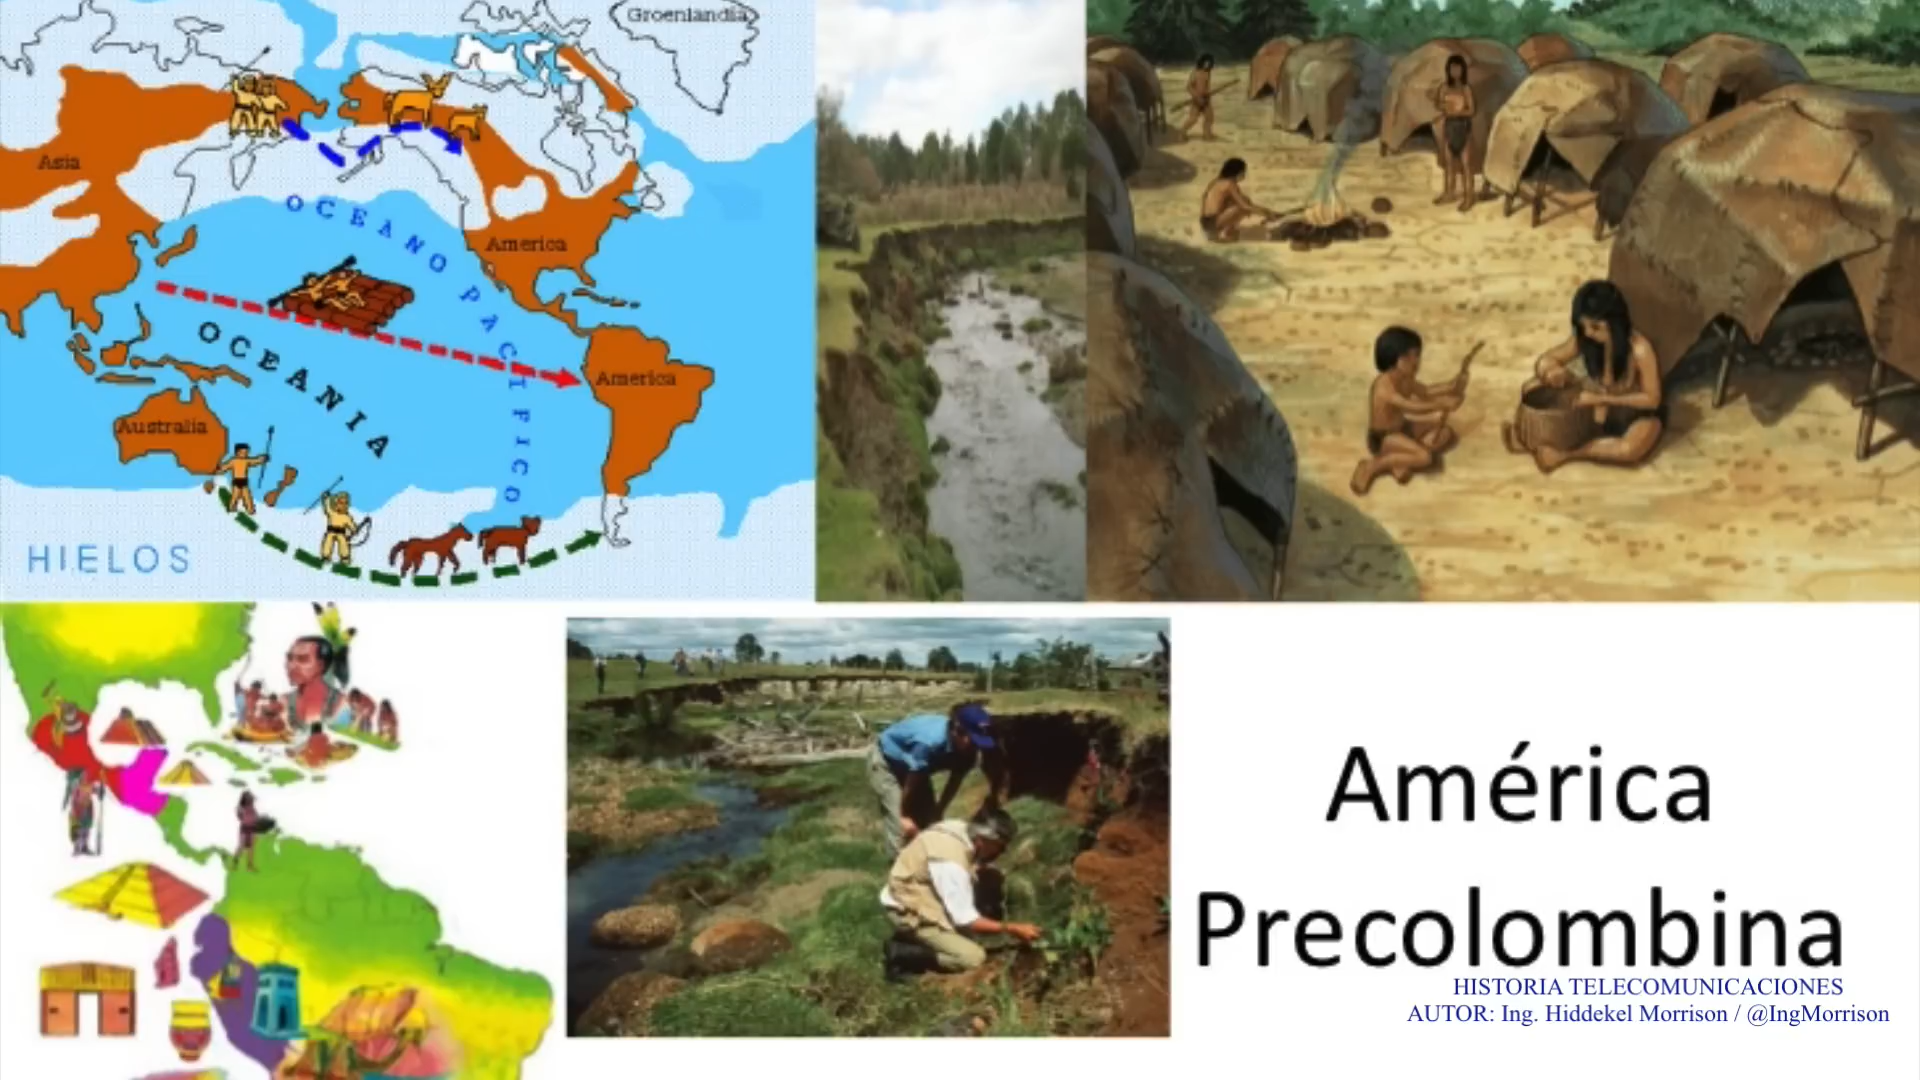 Groenlandia
Asia
OCEANO PACIFICO
America
OCEANIA
America
Australia
HIELOS
América
Precolombina
HISTORIA TELECOMUNICACIONES
AUTOR: Ing. Hiddekel Morrison / @IngMorrison